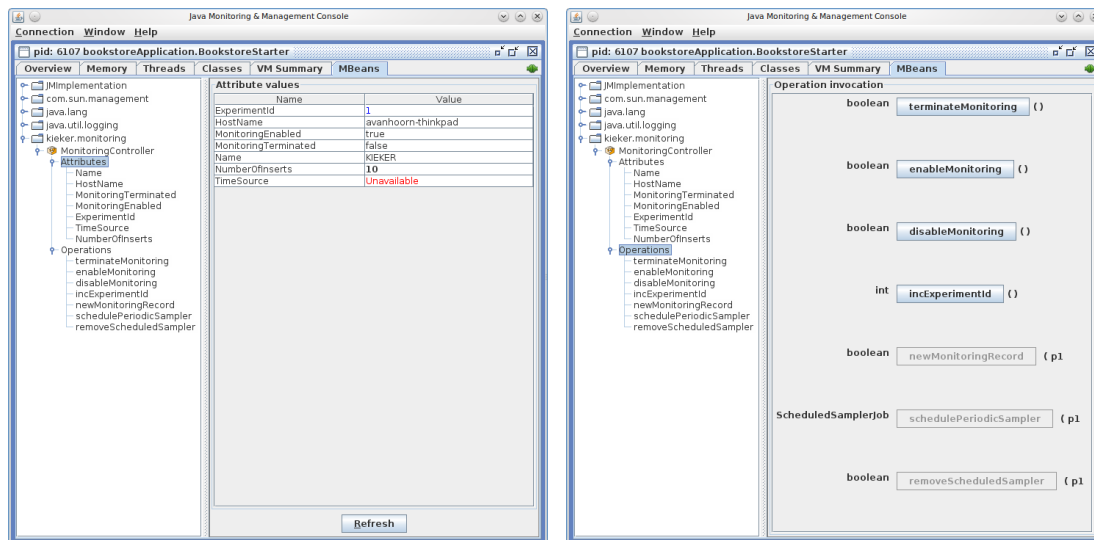 Java Monitoring & Management Console
Connection Window Help
pid: 6107 bookstoreApplication.BookstoreStarter
Overview Memory Threads Classes VM Summary MBeans
JMImplementation
com.sun.management
java.lang
java.util.logging
kieker.monitoring
MonitoringController
Attributes
Name
HostName
MonitoringTerminated
MonitoringEnabled
ExperimentId
TimeSource
NumberOfInserts
Operations
terminateMonitoring
enableMonitoring
disableMonitoring
incExperimentId
newMonitoringRecord
schedulePeriodicSampler
removeScheduledSampler
Attribute values
Name Value
ExperimentId 1
HostName avanhoorn-thinkpad
MonitoringEnabled true
MonitoringTerminated false
Name KIEKER
NumberOfInserts 10
TimeSource Unavailable
Refresh
Java Monitoring & Management Console
Connection Window Help
pid: 6107 bookstoreApplication.BookstoreStarter
Overview Memory Threads Classes VM Summary MBeans
JMImplementation
com.sun.management
java.lang
java.util.logging
kieker.monitoring
MonitoringController
Attributes
Name
HostName
MonitoringTerminated
MonitoringEnabled
ExperimentId
TimeSource
NumberOfInserts
Operations
terminateMonitoring
enableMonitoring
disableMonitoring
incExperimentId
newMonitoringRecord
schedulePeriodicSampler
removeScheduledSampler
Operation invocation
boolean terminateMonitoring ()
boolean enableMonitoring ()
boolean disableMonitoring ()
int incExperimentId ()
boolean newMonitoringRecord ( p1
ScheduledSamplerJob schedulePeriodicSampler ( p1
boolean removeScheduledSampler ( p1